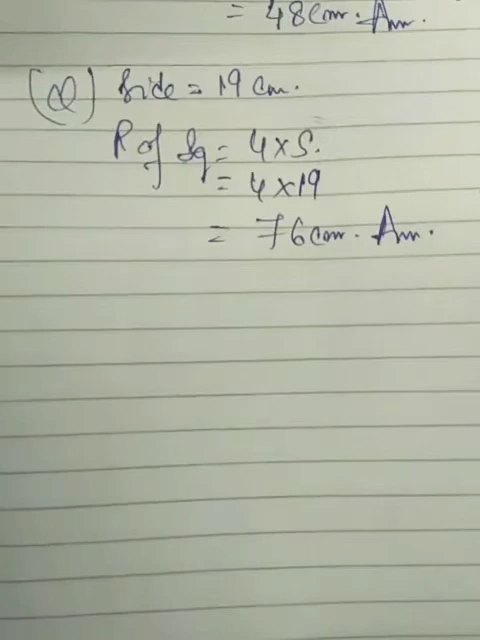 = 48 cm. Ans.
(d) Side = 19 cm.
P of Sq = 4 × S.
= 4 × 19
= 76 cm. Ans.